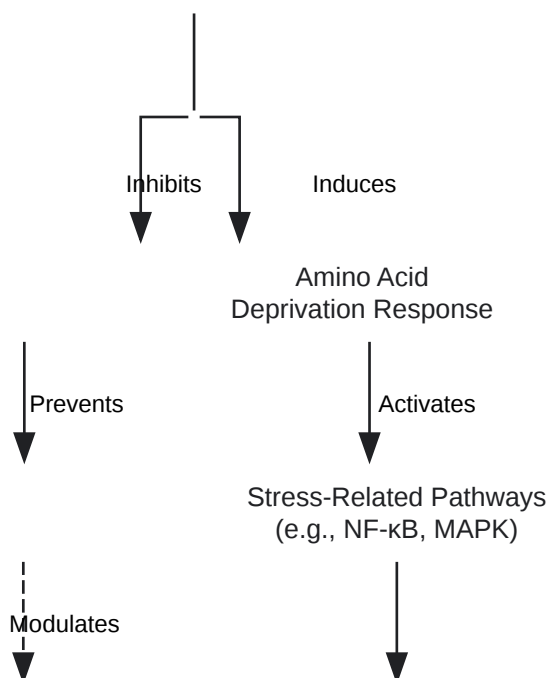 Inhibits
Induces
Amino Acid
Deprivation Response
Prevents
Activates
Stress-Related Pathways
(e.g., NF-κB, MAPK)
Modulates